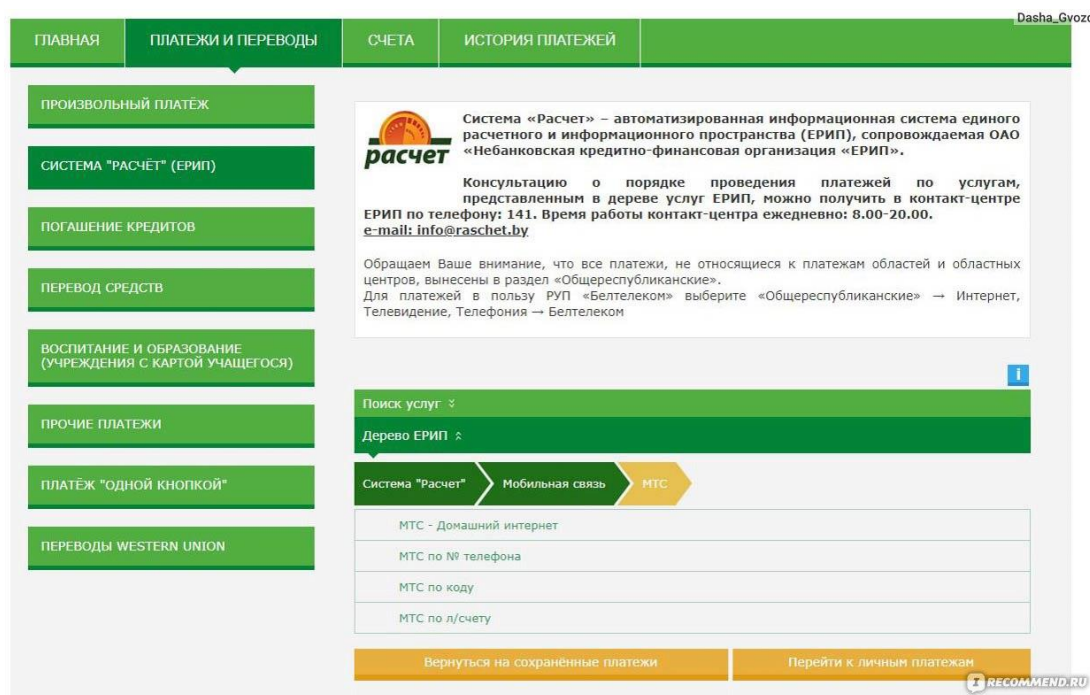 Dasha_Gvozd
ГЛАВНАЯ
ПЛАТЕЖИ И ПЕРЕВОДЫ
СЧЕТА
ИСТОРИЯ ПЛАТЕЖЕЙ
ПРОИЗВОЛЬНЫЙ ПЛАТЁЖ
СИСТЕМА "РАСЧЁТ" (ЕРИП)
ПОГАШЕНИЕ КРЕДИТОВ
ПЕРЕВОД СРЕДСТВ
ВОСПИТАНИЕ И ОБРАЗОВАНИЕ
(УЧРЕЖДЕНИЯ С КАРТОЙ УЧАЩЕГОСЯ)
ПРОЧИЕ ПЛАТЕЖИ
ПЛАТЁЖ "ОДНОЙ КНОПКОЙ"
ПЕРЕВОДЫ WESTERN UNION
расчет
Система «Расчет» – автоматизированная информационная система единого
расчетного и информационного пространства (ЕРИП), сопровождаемая ОАО
«Небанковская кредитно-финансовая организация «ЕРИП».
Консультацию о порядке проведения платежей по услугам,
представленным в дереве услуг ЕРИП, можно получить в контакт-центре
ЕРИП по телефону: 141. Время работы контакт-центра ежедневно: 8.00-20.00.
e-mail: info@raschet.by
Обращаем Ваше внимание, что все платежи, не относящиеся к платежам областей и областных
центров, вынесены в раздел «Общереспубликанские».
Для платежей в пользу РУП «Белтелеком» выберите «Общереспубликанские» → Интернет,
Телевидение, Телефония → Белтелеком
i
Поиск услуг
Дерево ЕРИП
Система "Расчет"
Мобильная связь
МТС
МТС - Домашний интернет
МТС по № телефона
МТС по коду
МТС по л/счету
Вернуться на сохранённые платежи
Перейти к личным платежам
I RECOMMEND.RU